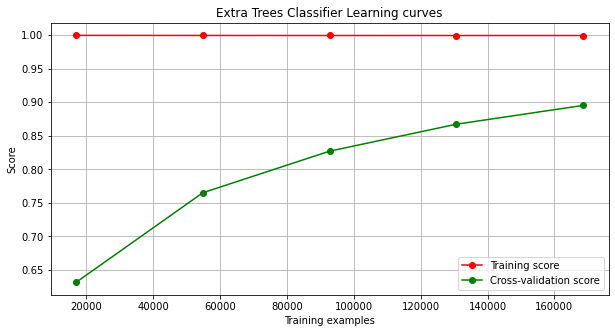 Extra Trees Classifier Learning curves
1.00
0.95
0.90
0.85
0.80
0.75
0.70
0.65
Score
Training score
Cross-validation score
20000 40000 60000 80000 100000 120000 140000 160000
Training examples